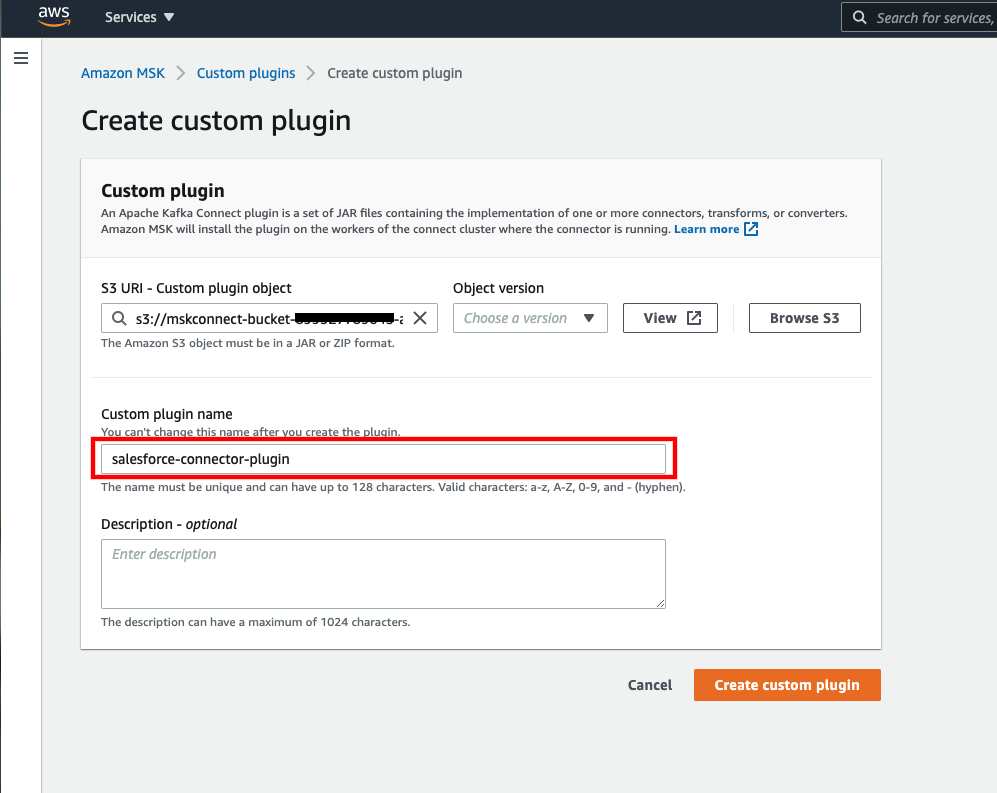 aws Services Search for services,
Amazon MSK Custom plugins Create custom plugin
Create custom plugin
Custom plugin
An Apache Kafka Connect plugin is a set of JAR files containing the implementation of one or more connectors, transforms, or converters.
Amazon MSK will install the plugin on the workers of the connect cluster where the connector is running. Learn more
S3 URI - Custom plugin object Object version
s3://mskconnect-bucket- Choose a version View Browse S3
The Amazon S3 object must be in a JAR or ZIP format.
Custom plugin name
You can't change this name after you create the plugin.
salesforce-connector-plugin
The name must be unique and can have up to 128 characters. Valid characters: a-z, A-Z, 0-9, and - (hyphen).
Description - optional
Enter description
The description can have a maximum of 1024 characters.
Cancel Create custom plugin